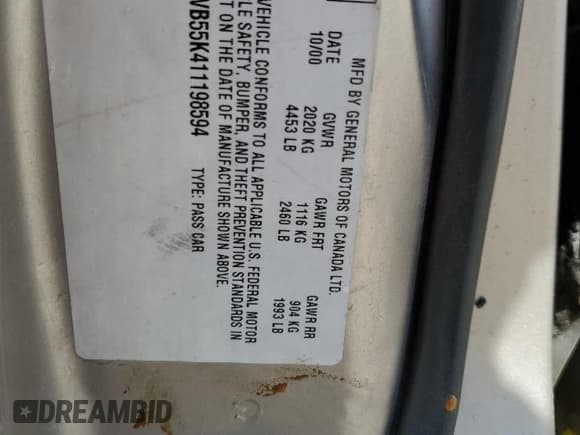 MFD BY GENERAL MOTORS OF CANADA LTD.
DATE GVWR GAWR FRT GAWR RR
10/00 2020 KG 1116 KG 904 KG
4453 LB 2460 LB 1993 LB
VEHICLE CONFORMS TO ALL APPLICABLE U.S. FEDERAL MOTOR
LE SAFETY, BUMPER, AND THEFT PREVENTION STANDARDS IN
T ON THE DATE OF MANUFACTURE SHOWN ABOVE.
VB55K411198594 TYPE: PASS CAR
DREAMBID